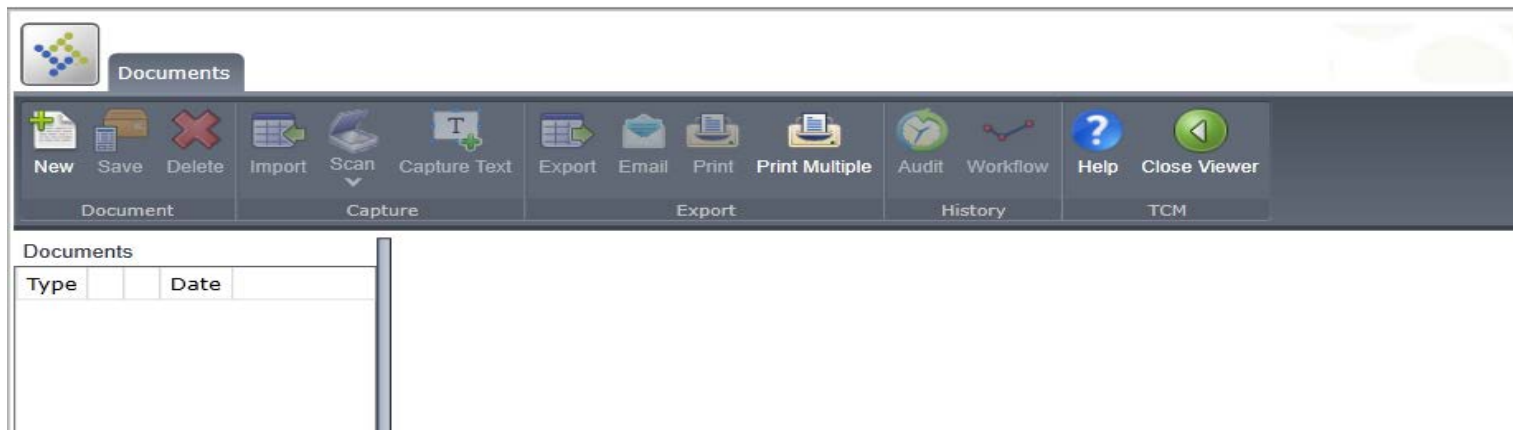 Documents
New Save Delete Import Scan Capture Text Export Email Print Print Multiple Audit Workflow Help Close Viewer
Document Capture Export History TCM
Documents
Type Date